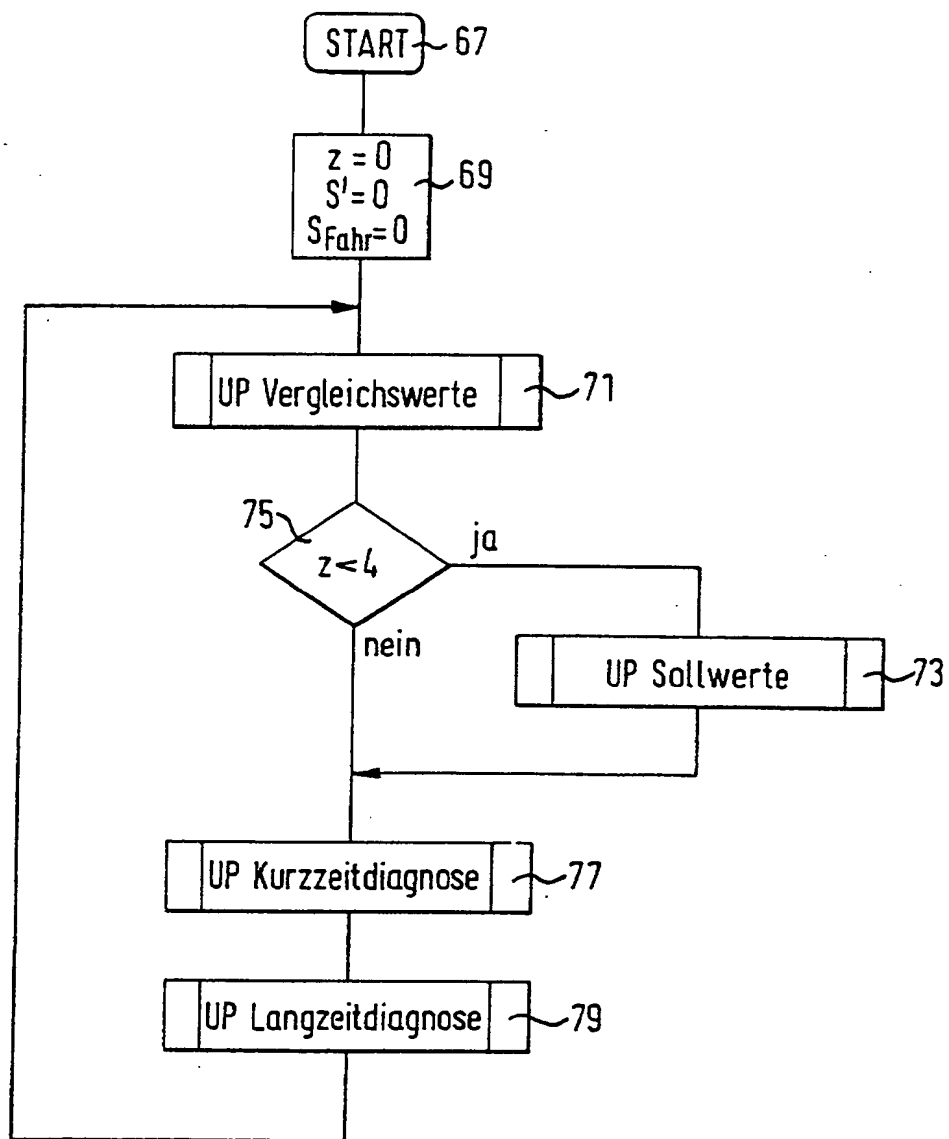 START 67
z = 0
S' = 0
SFahr = 0
69
UP Vergleichswerte 71
75
z < 4
ja
nein
UP Sollwerte 73
UP Kurzzeitdiagnose 77
UP Langzeitdiagnose 79